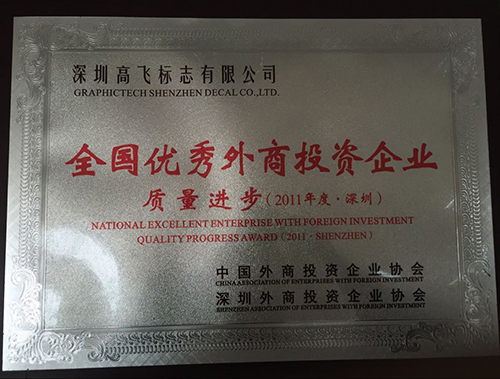 深圳高飞标志有限公司
GRAPHICTECH SHENZHEN DECAL CO.,LTD.
全国优秀外商投资企业
质量进步(2011年度·深圳)
NATIONAL EXCELLENT ENTERPRISE WITH FOREIGN INVESTMENT
QUALITY PROGRESS AWARD (2011 · SHENZHEN)
中国外商投资企业协会
CHINA ASSOCIATION OF ENTERPRISES WITH FOREIGN INVESTMENT
深圳外商投资企业协会
SHENZHEN ASSOCIATION OF ENTERPRISES WITH FOREIGN INVESTMENT